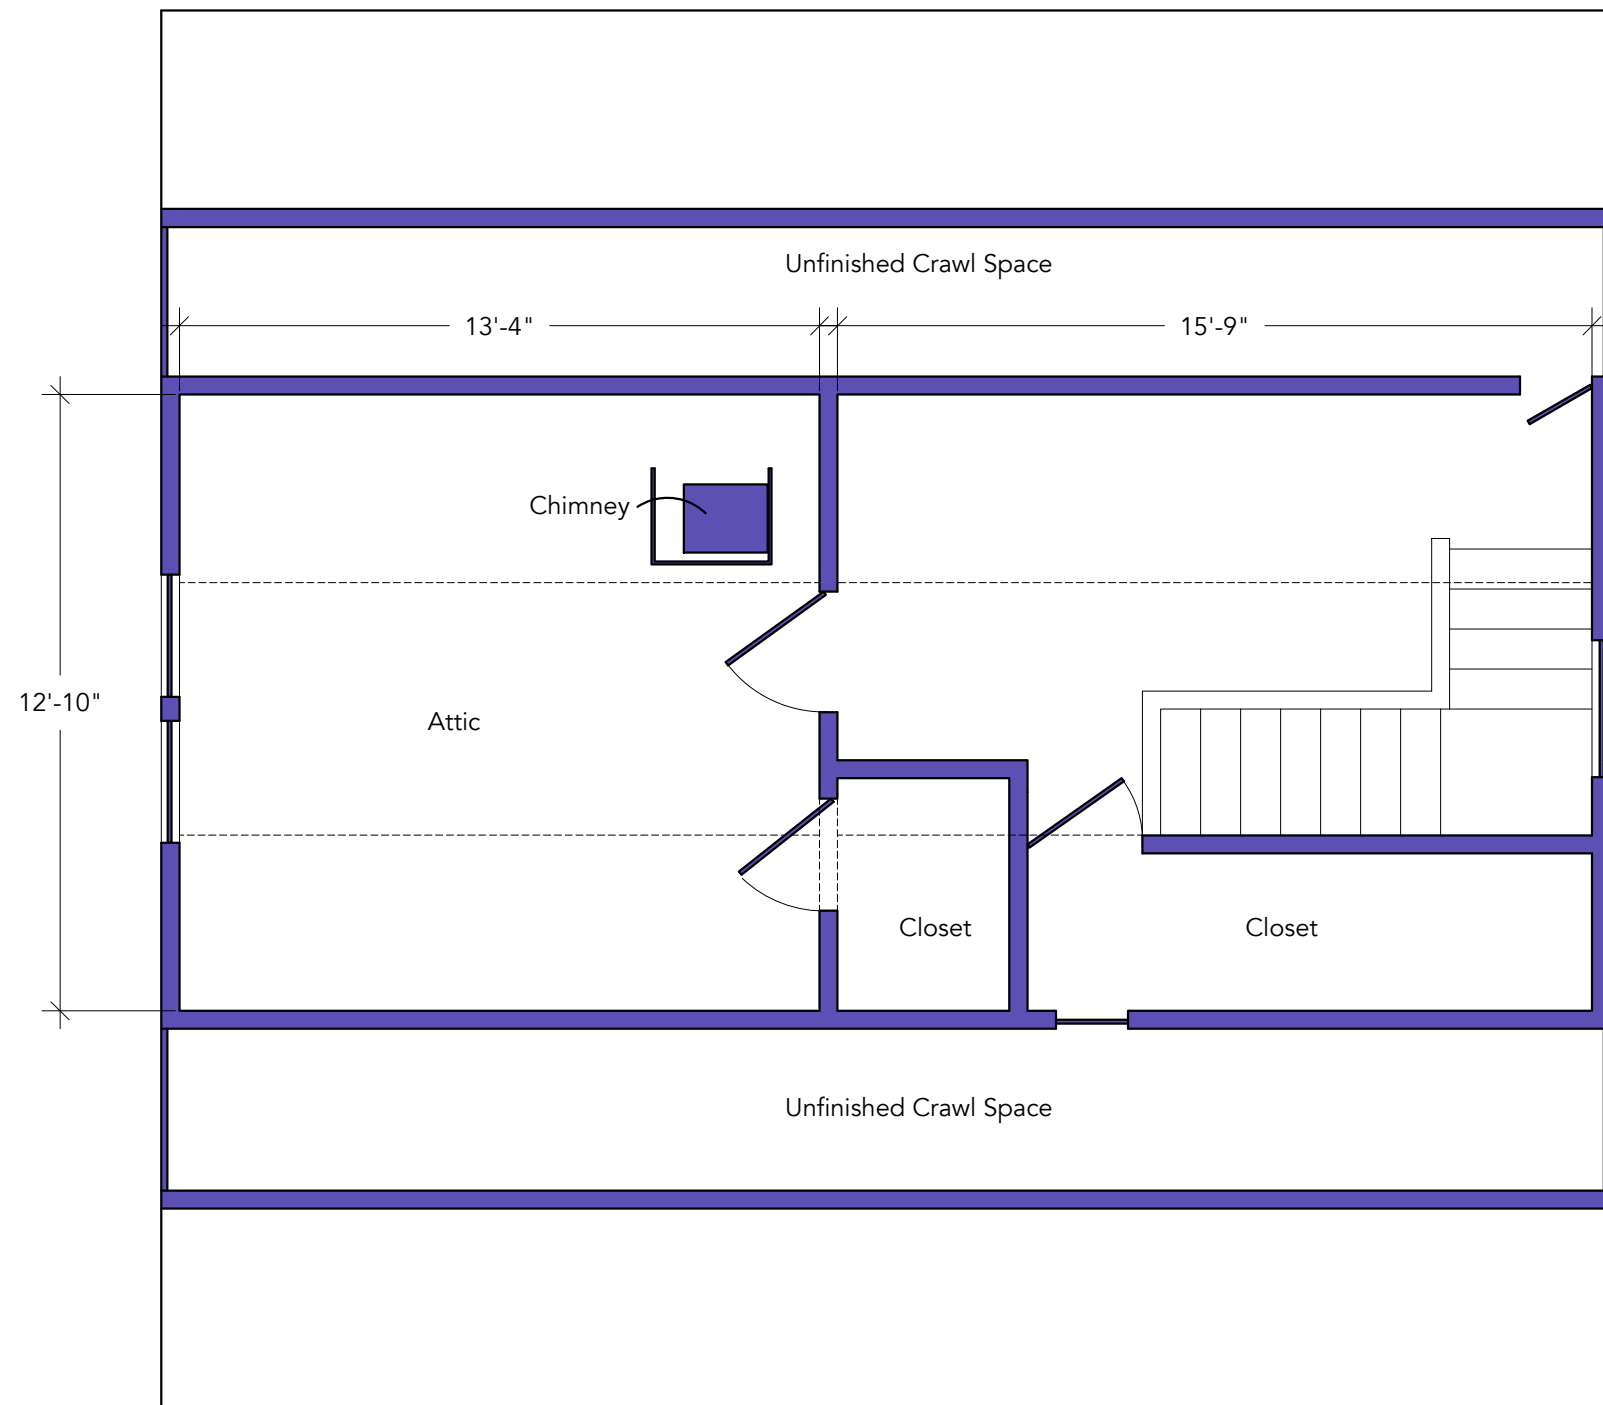 Unfinished Crawl Space
13'-4"
15'-9"
Chimney
12'-10"
Attic
Closet
Closet
Unfinished Crawl Space